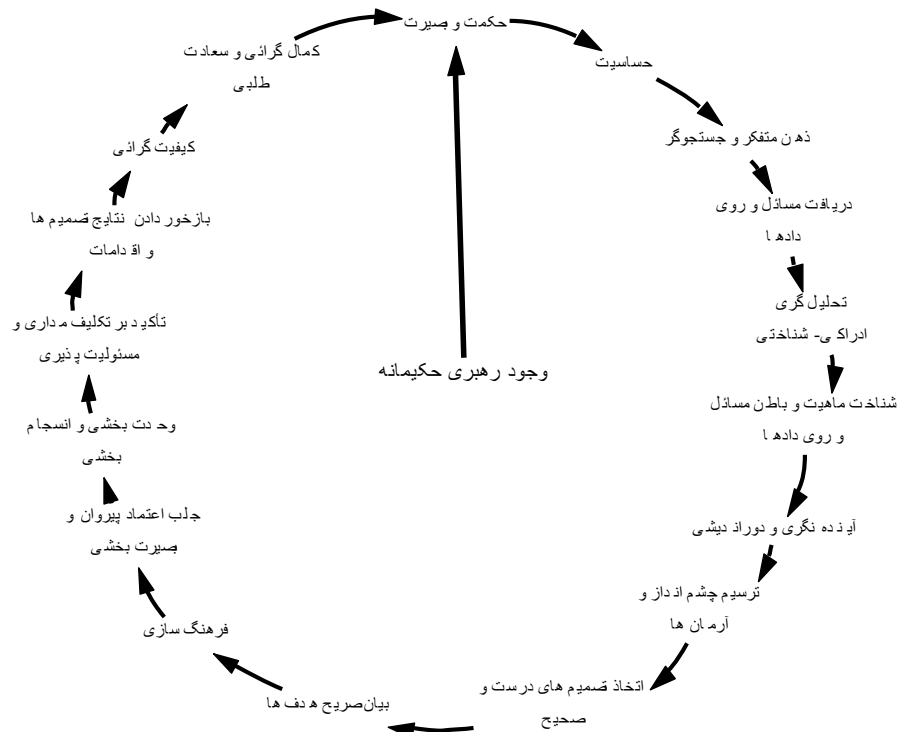 حکمت و بصیرت
حساسیت
ذهن متفکر و جستجوگر
دریافت مسائل و روی
دادها
تحلیل گری
ادراکی- شناختی
شناخت ماهیت و باطن مسائل
و روی دادها
آینده نگری و دوراندیشی
ترسیم چشم انداز و
آرمان ها
اتخاذ تصمیم های درست و
صحیح
بیان صریح هدف ها
فرهنگ سازی
جلب اعتماد پیروان و
بصیرت بخشی
وحدت بخشی و انسجام
بخشی
تأکید بر تکلیف مداری و
مسئولیت پذیری
بازخور دادن نتایج تصمیم ها
و اقدامات
کیفیت گرائی
کمال گرائی و سعادت
طلبی
وجود رهبری حکیمانه